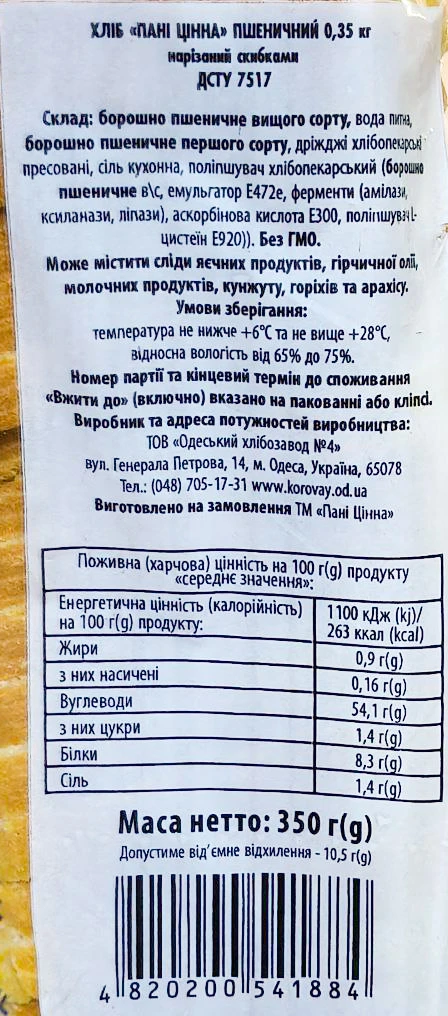 ХЛІБ «ПАНІ ЦІННА» ПШЕНИЧНИЙ 0,35 кг
нарізаний скибками
ДСТУ 7517
Склад: борошно пшеничне вищого сорту, вода питна,
борошно пшеничне першого сорту, дріжджі хлібопекарські
пресовані, сіль кухонна, поліпшувач хлібопекарський (борошно
пшеничне в\с, емульгатор Е472е, ферменти (амілази,
ксиланази, ліпази), аскорбінова кислота Е300, поліпшувач L-
цистеїн Е920)). Без ГМО.
Може містити сліди яєчних продуктів, гірчичної олії,
молочних продуктів, кунжуту, горіхів та арахісу.
Умови зберігання:
температура не нижче +6°С та не вище +28°С,
відносна вологість від 65% до 75%.
Номер партії та кінцевий термін до споживання
«Вжити до» (включно) вказано на пакованні або кліпсі.
Виробник та адреса потужностей виробництва:
ТОВ «Одеський хлібозавод №4»
вул. Генерала Петрова, 14, м. Одеса, Україна, 65078
Тел.: (048) 705-17-31 www.korovay.od.ua
Виготовлено на замовлення ТМ «Пані Цінна»
Поживна (харчова) цінність на 100 г(g) продукту
«середнє значення»:
Енергетична цінність (калорійність)
на 100 г(g) продукту:
1100 кДж (kj)/
263 ккал (kcal)
Жири
0,9 г(g)
з них насичені
0,16 г(g)
Вуглеводи
54,1 г(g)
з них цукри
1,4 г(g)
Білки
8,3 г(g)
Сіль
1,4 г(g)
Маса нетто: 350 г(g)
Допустиме від'ємне відхилення - 10,5 г(g)
4 820200 541884